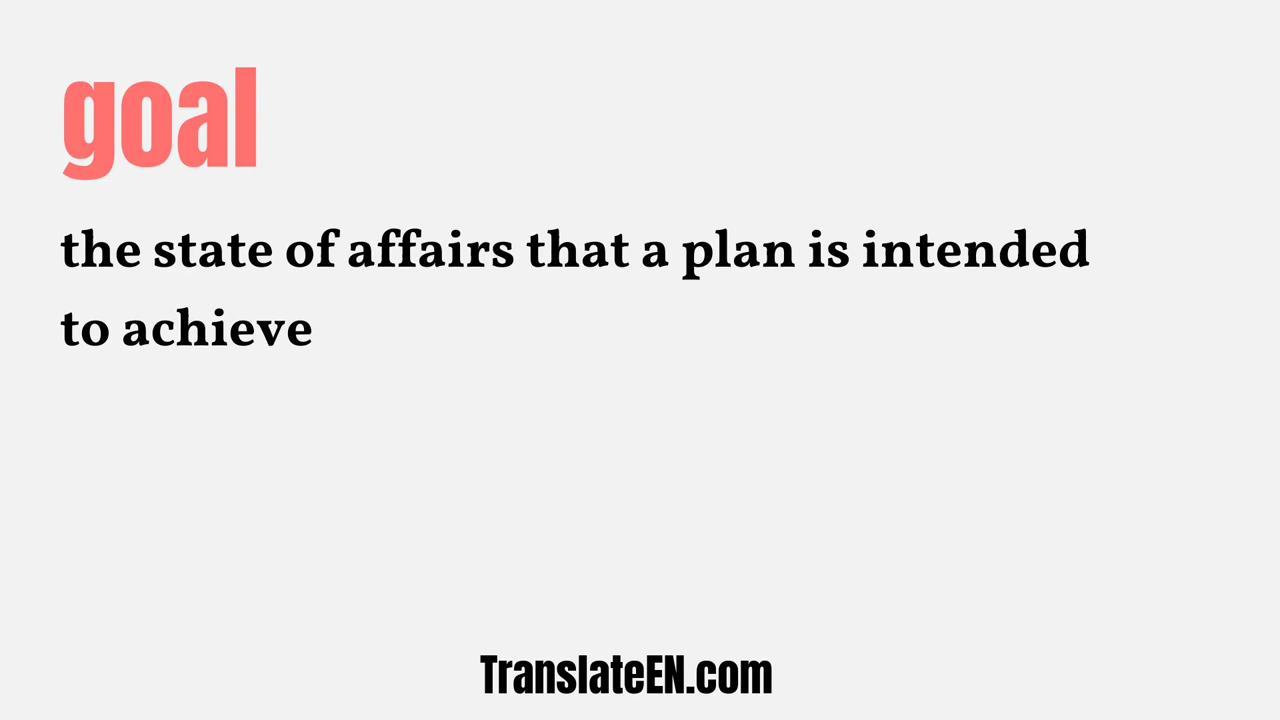 goal
the state of affairs that a plan is intended
to achieve
TranslateEN.com